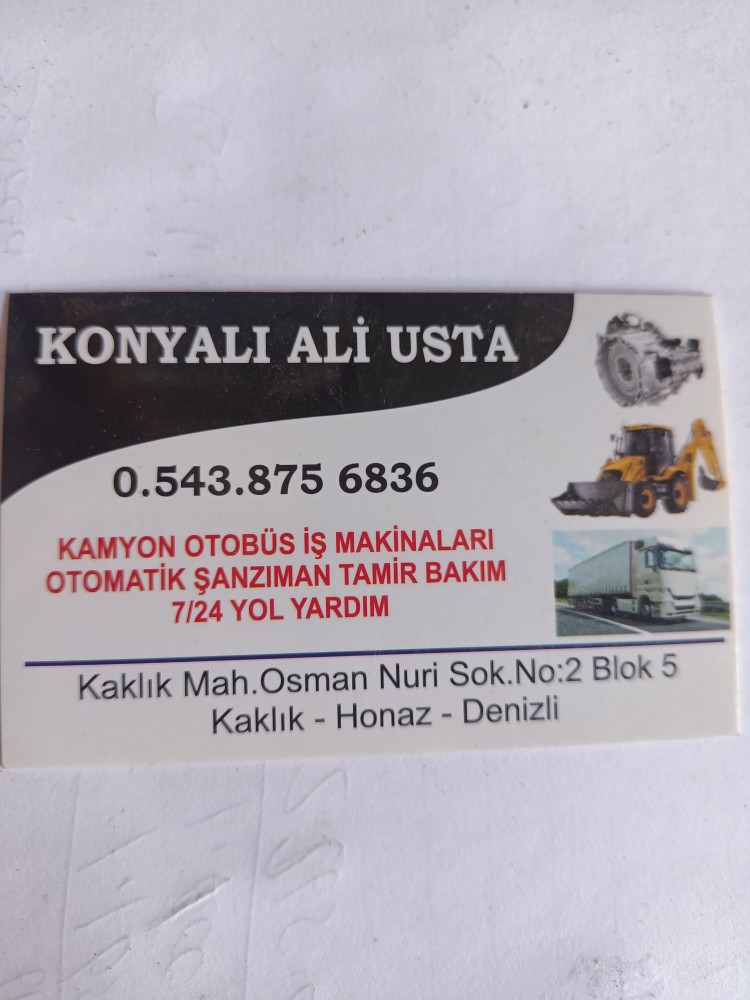 KONYALI ALİ USTA
0.543.875 6836
KAMYON OTOBÜS İŞ MAKİNALARI
OTOMATİK ŞANZIMAN TAMİR BAKIM
7/24 YOL YARDIM
Kaklık Mah.Osman Nuri Sok.No:2 Blok 5
Kaklık - Honaz - Denizli